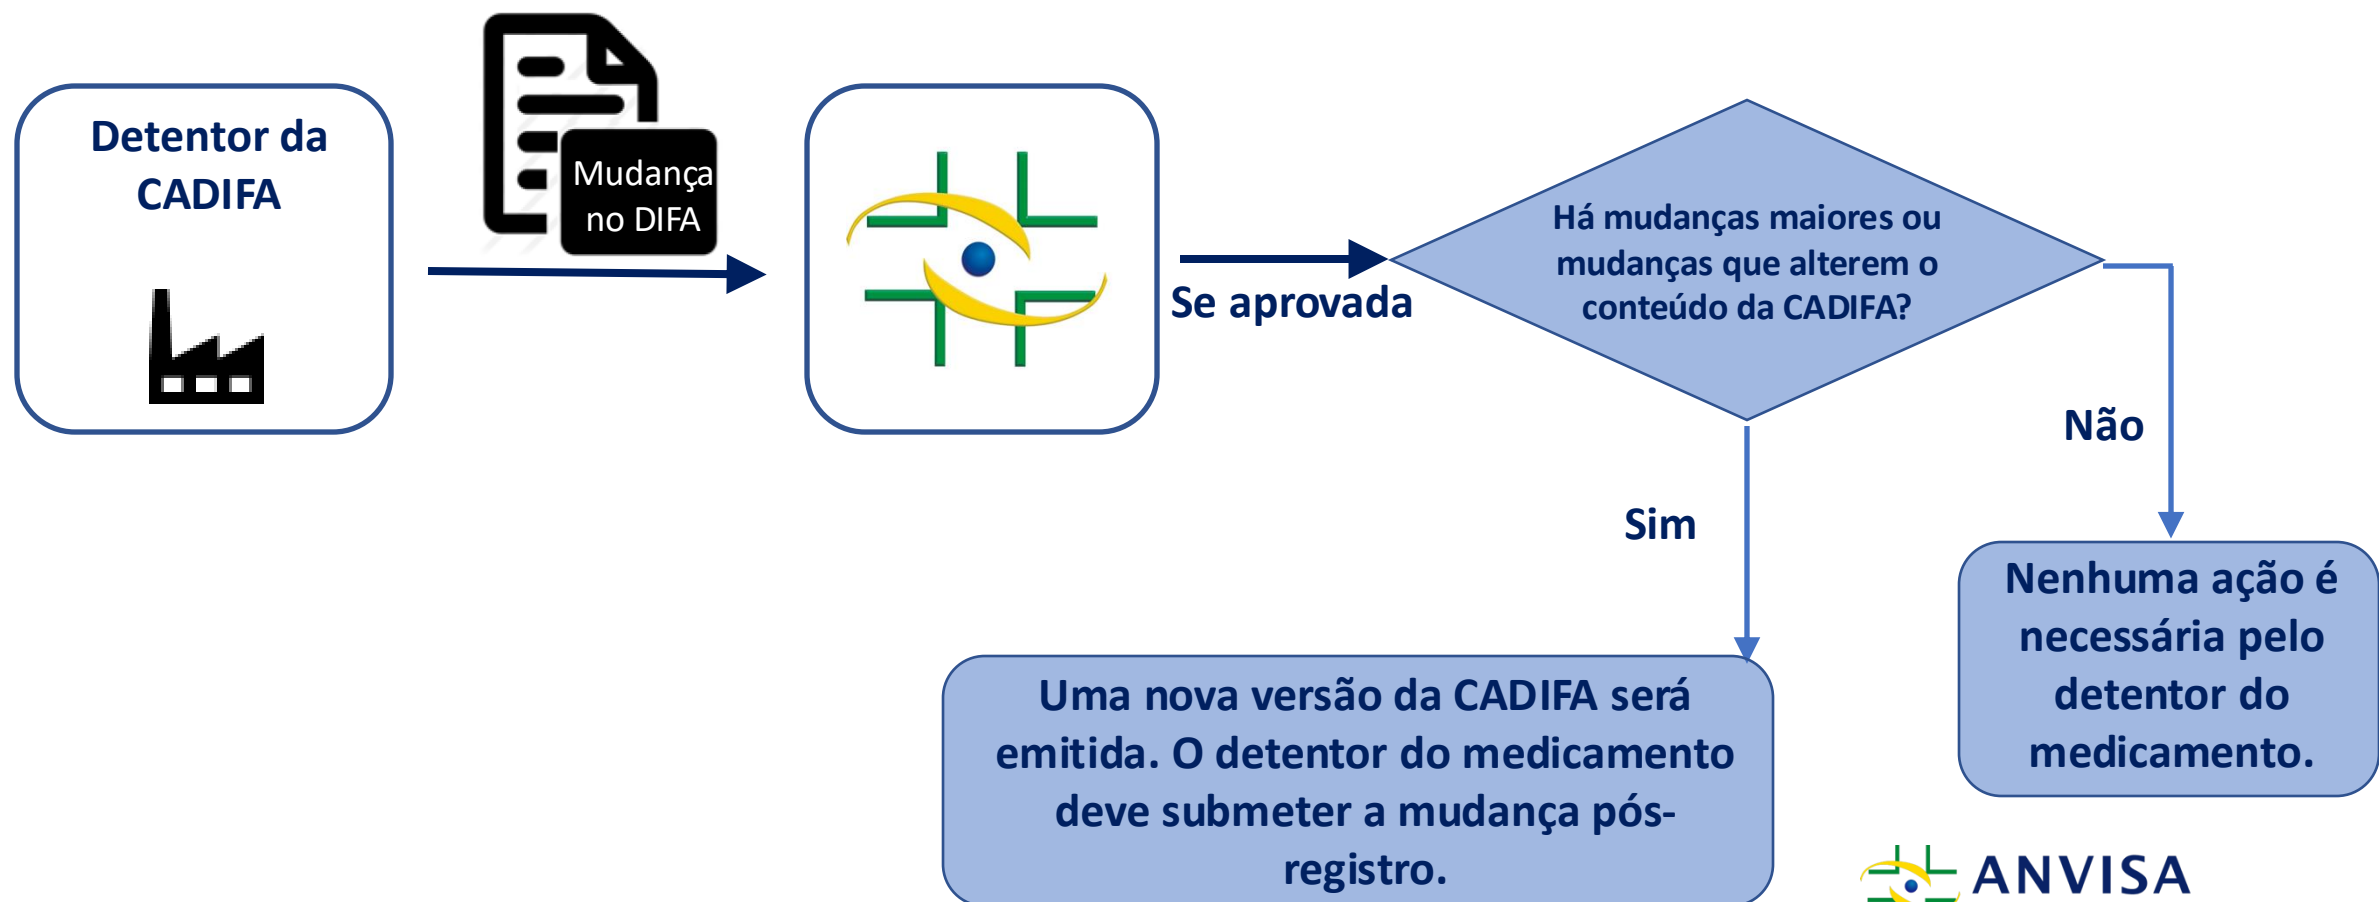 Detentor da
CADIFA
Mudança
no DIFA
Se aprovada
Há mudanças maiores ou
mudanças que alterem o
conteúdo da CADIFA?
Não
Sim
Nenhuma ação é
necessária pelo
detentor do
medicamento.
Uma nova versão da CADIFA será
emitida. O detentor do medicamento
deve submeter a mudança pós-
registro.
ANVISA